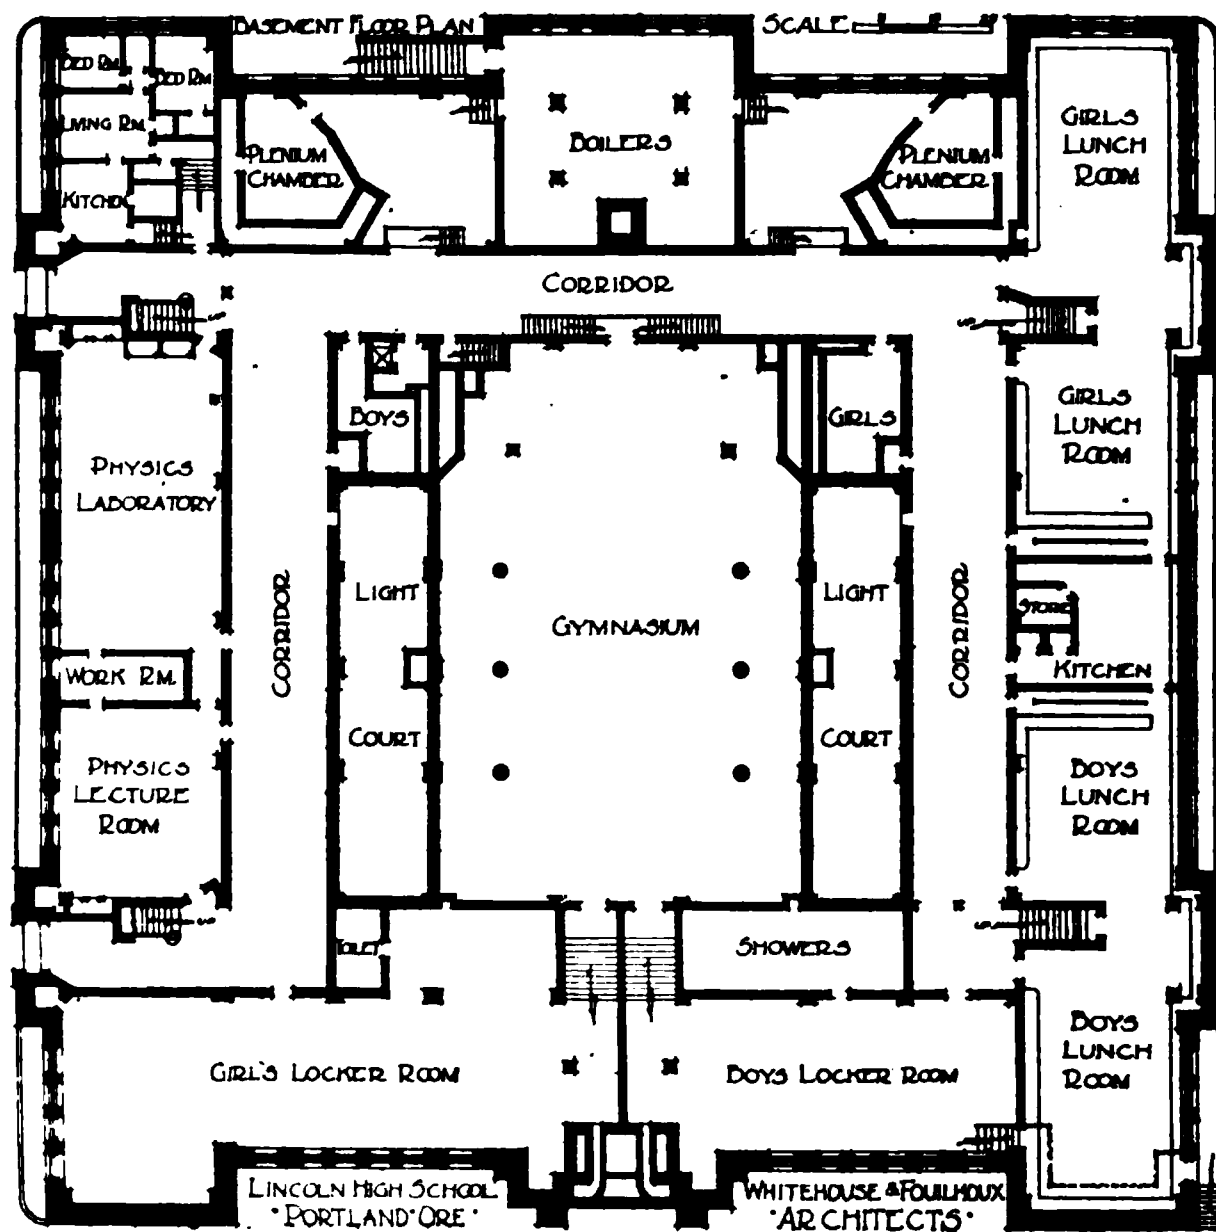 BASEMENT FLOOR PLAN
SCALE
BED RM.
BED RM.
LIVING RM.
KITCHEN
PLENIUM
CHAMBER
BOILERS
PLENIUM
CHAMBER
GIRLS
LUNCH
ROOM
CORRIDOR
BOYS
GIRLS
GIRLS
LUNCH
ROOM
PHYSICS
LABORATORY
CORRIDOR
LIGHT
COURT
GYMNASIUM
LIGHT
COURT
CORRIDOR
STORE
KITCHEN
WORK RM.
PHYSICS
LECTURE
ROOM
BOYS
LUNCH
ROOM
TOILET
SHOWERS
GIRL'S LOCKER ROOM
BOYS LOCKER ROOM
BOYS
LUNCH
ROOM
LINCOLN HIGH SCHOOL
·PORTLAND·ORE·
WHITEHOUSE & FOUILHOUX
·ARCHITECTS·